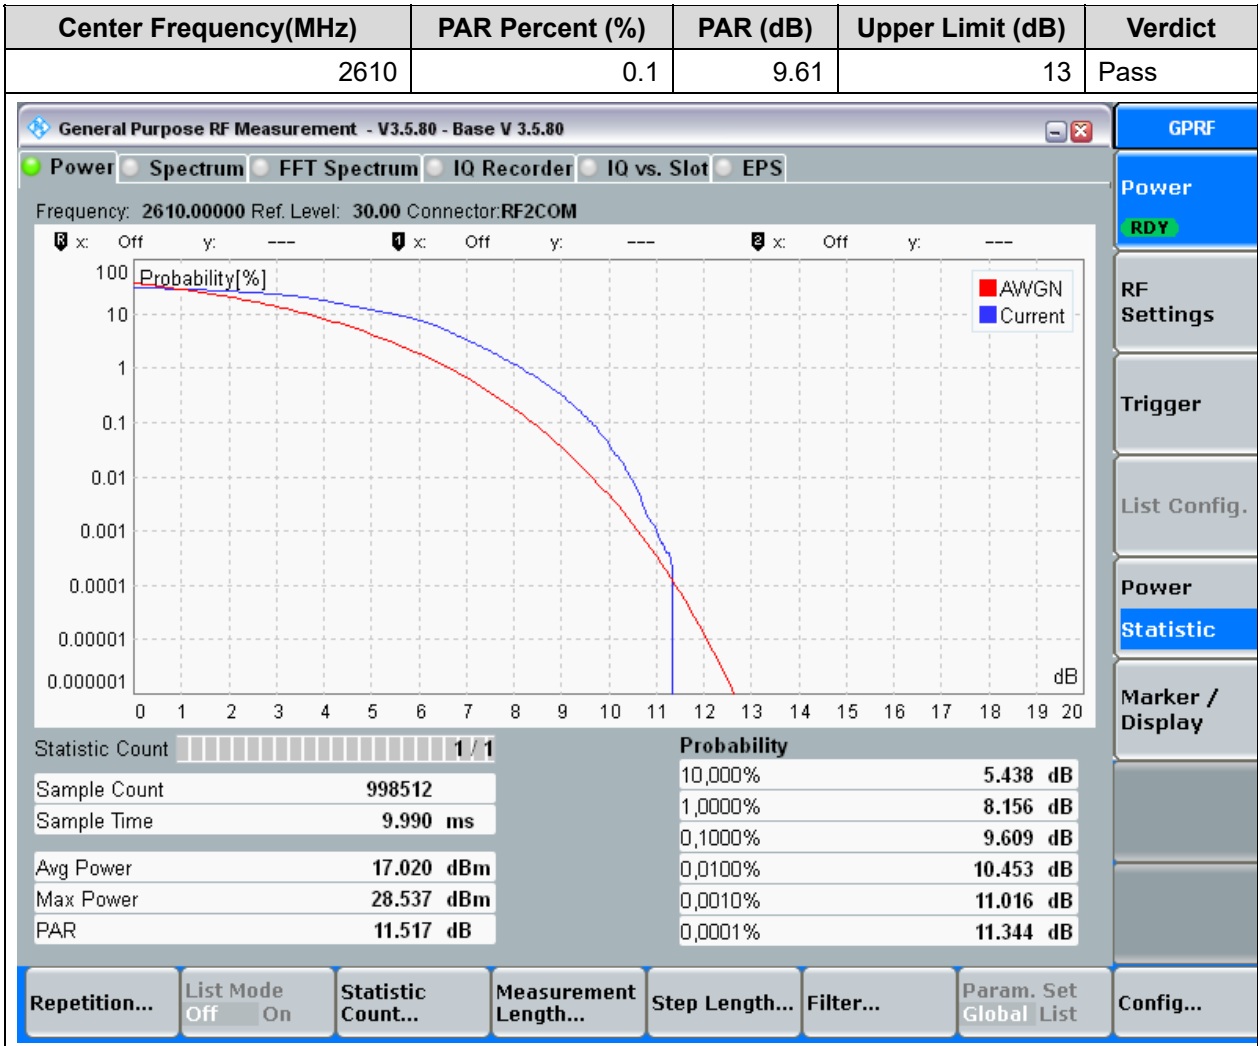 Center Frequency(MHz) PAR Percent (%) PAR (dB) Upper Limit (dB) Verdict
2610 0.1 9.61 13 Pass
General Purpose RF Measurement - V3.5.80 - Base V 3.5.80
GPRF
Power Spectrum FFT Spectrum IQ Recorder IQ vs. Slot EPS
Power
RDY
Frequency: 2610.00000 Ref. Level: 30.00 Connector:RF2COM
R x: Off y: --- 1 x: Off y: --- 2 x: Off y: ---
100
Probability[%]
AWGN
Current
10
1
0.1
0.01
0.001
0.0001
0.00001
0.000001
dB
0 1 2 3 4 5 6 7 8 9 10 11 12 13 14 15 16 17 18 19 20
RF
Settings
Trigger
List Config.
Power
Statistic
Marker /
Display
Statistic Count 1 / 1
Sample Count 998512
Sample Time 9.990 ms
Avg Power 17.020 dBm
Max Power 28.537 dBm
PAR 11.517 dB
Probability
10,000% 5.438 dB
1,0000% 8.156 dB
0,1000% 9.609 dB
0,0100% 10.453 dB
0,0010% 11.016 dB
0,0001% 11.344 dB
Repetition...
List Mode
Off On
Statistic
Count...
Measurement
Length...
Step Length...
Filter...
Param. Set
Global List
Config...